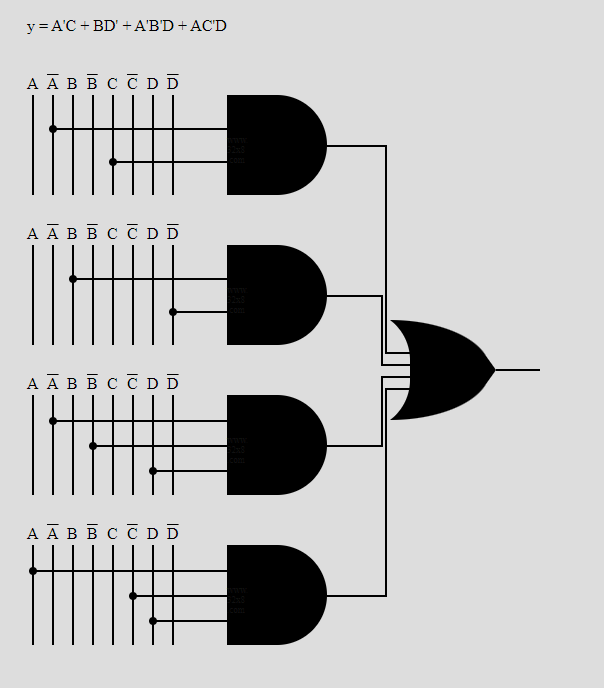 y = A'C + BD' + A'B'D + AC'D
A A̅ B B̅ C C̅ D D̅
A A̅ B B̅ C C̅ D D̅
A A̅ B B̅ C C̅ D D̅
A A̅ B B̅ C C̅ D D̅